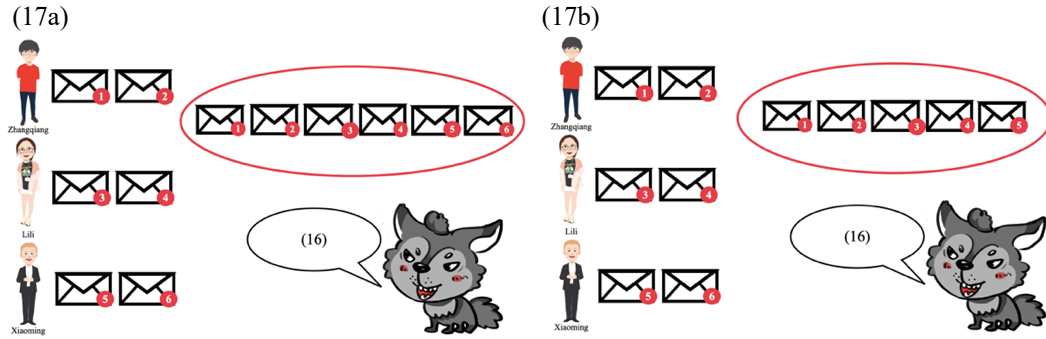 (17a)
1 2
Zhangqiang
1 2 3 4 5 6
3 4
Lili
(16)
5 6
Xiaoming
(17b)
1 2
Zhangqiang
1 2 3 4 5
3 4
Lili
(16)
5 6
Xiaoming